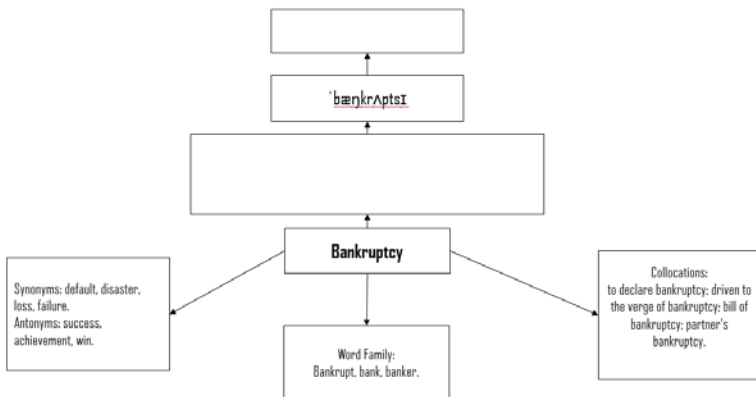 ˈbæŋkrʌptsɪ
Bankruptcy
Synonyms: default, disaster,
loss, failure.
Antonyms: success,
achievement, win.
Word Family:
Bankrupt, bank, banker.
Collocations:
to declare bankruptcy; driven to
the verge of bankruptcy; bill of
bankruptcy; partner's
bankruptcy.